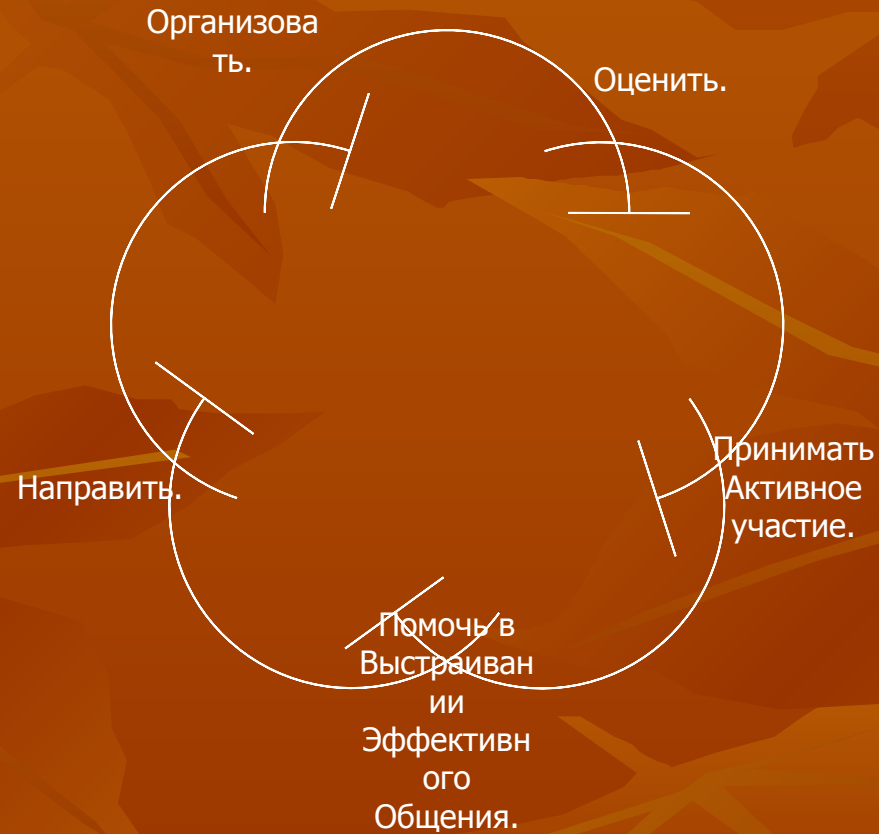 Организова
ть.
Оценить.
Принимать
Активное
участие.
Направить.
Помочь в
Выстраиван
ии
Эффективн
ого
Общения.